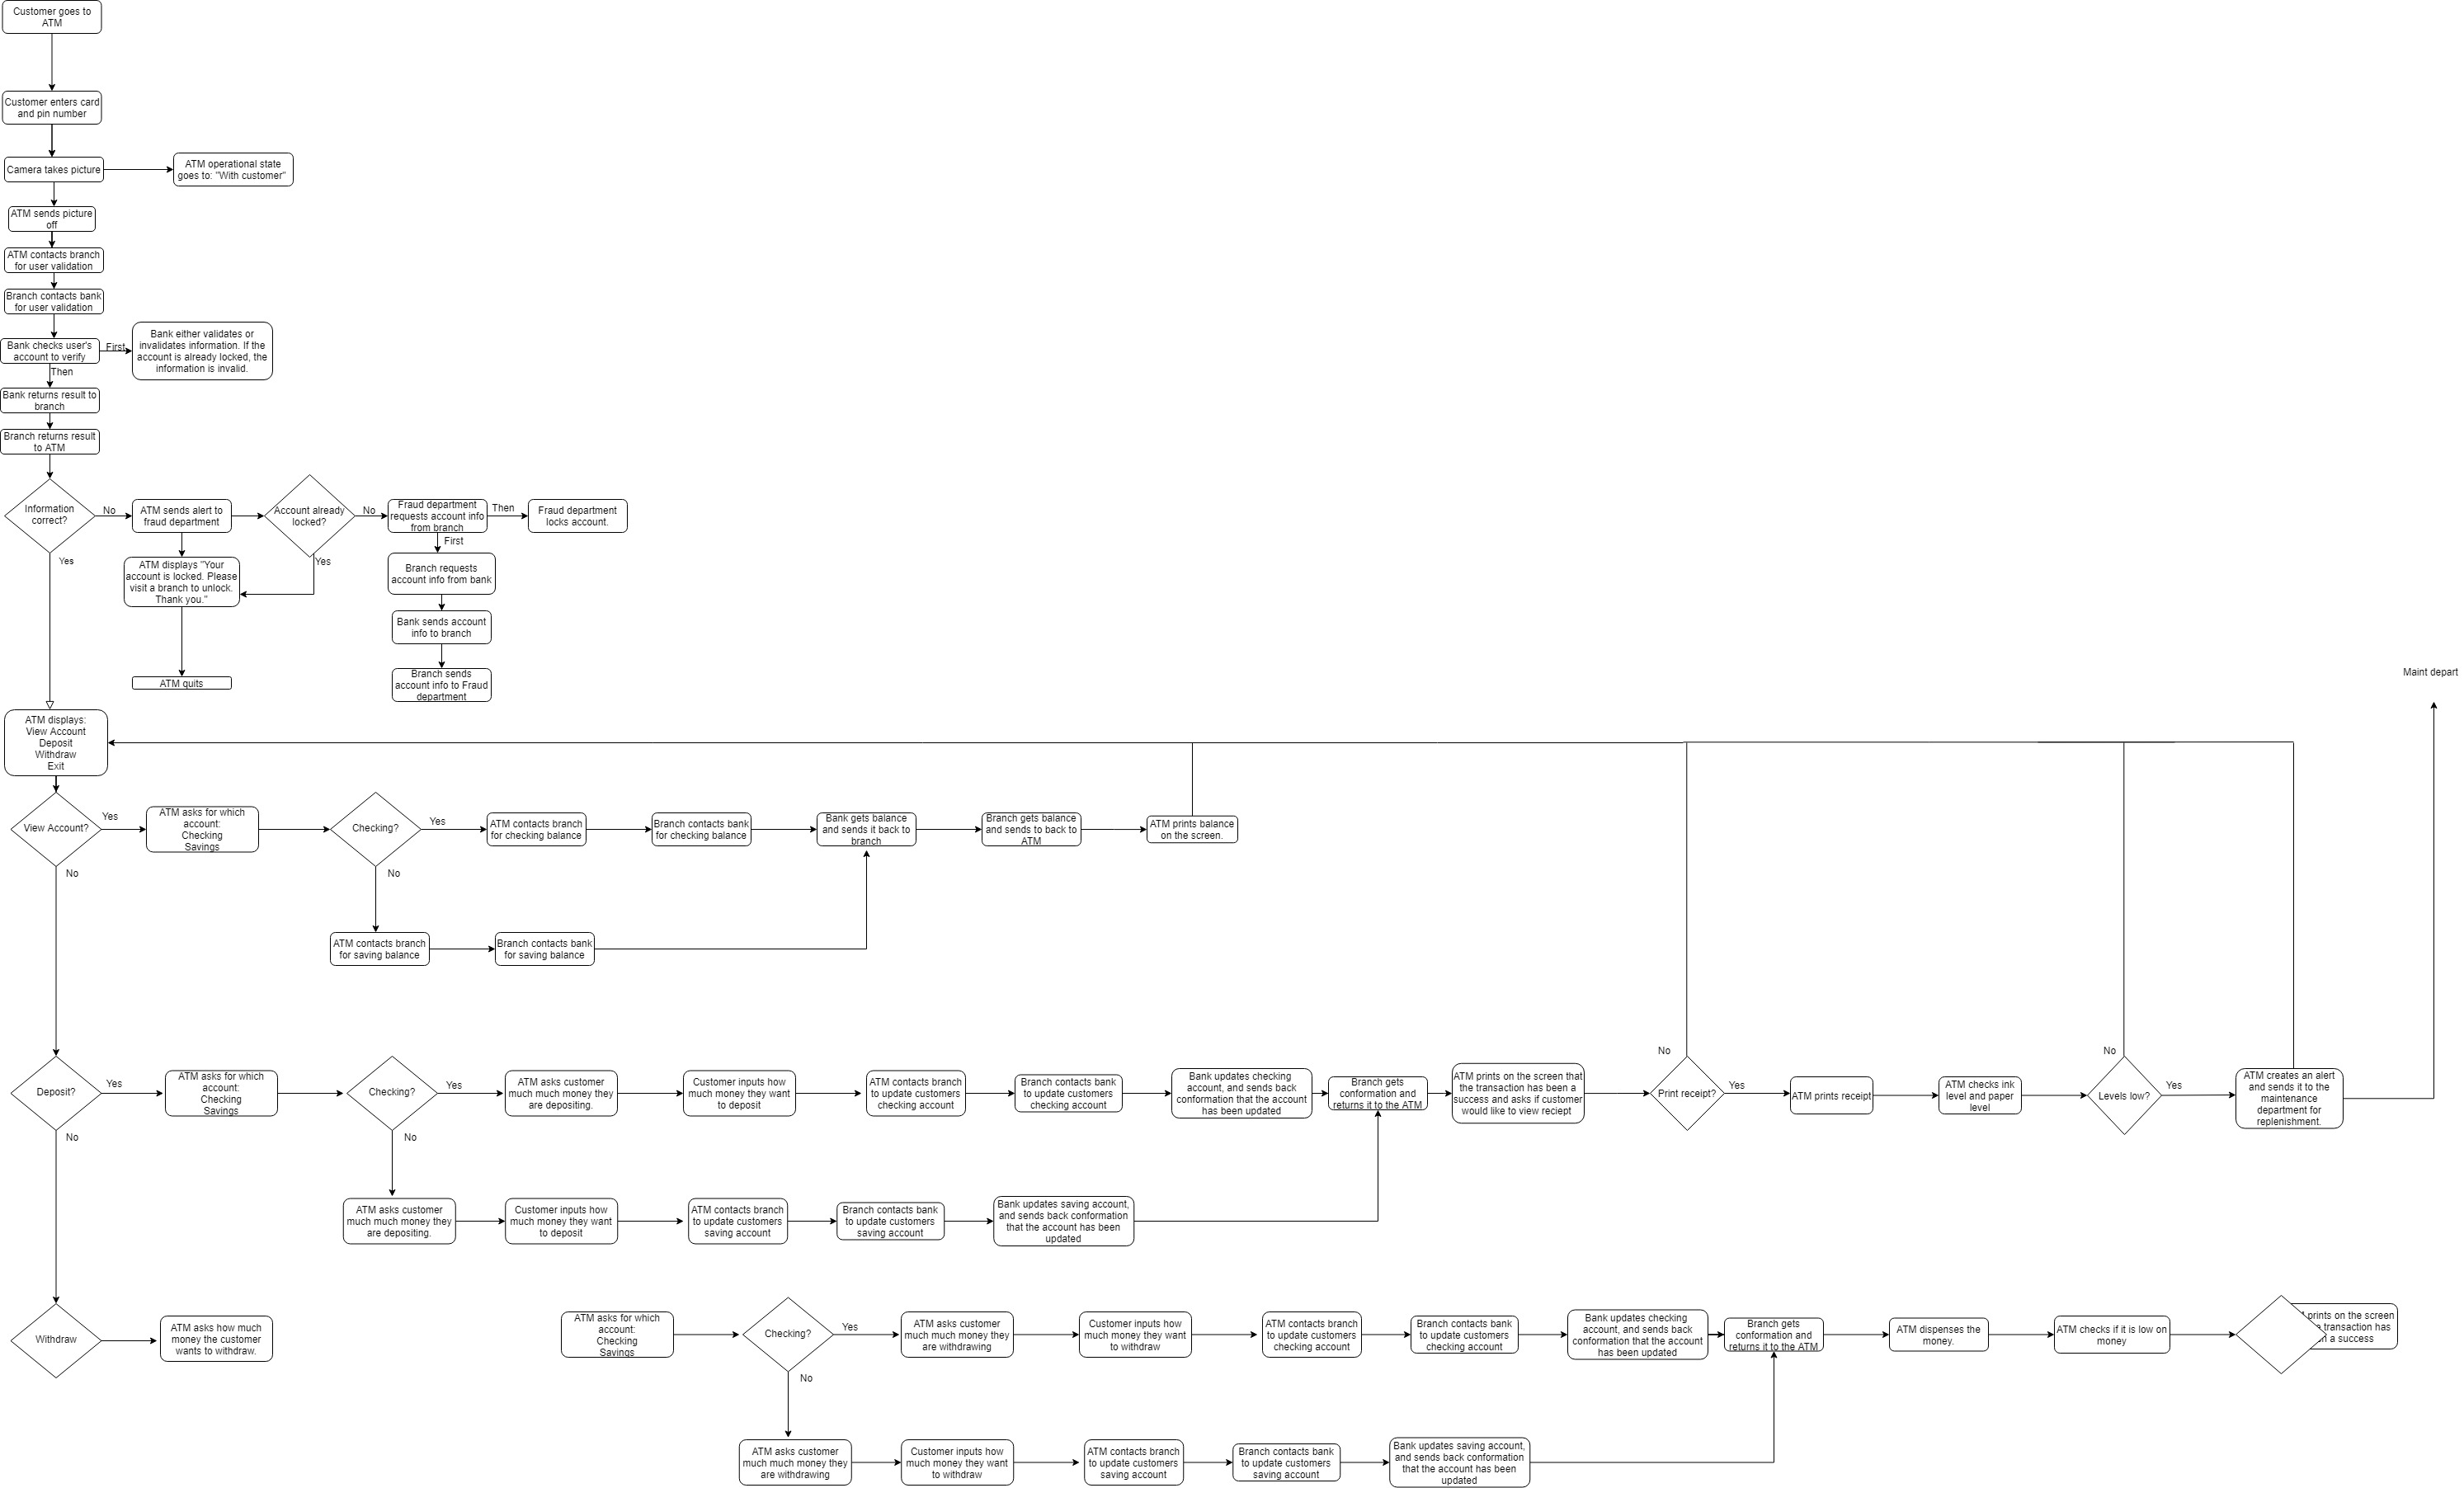 Customer goes to
ATM
Customer enters card
and pin number
Camera takes picture
ATM operational state
goes to: "With customer"
ATM sends picture
off
ATM contacts branch
for user validation
Branch contacts bank
for user validation
Bank checks user's
account to verify
First
Bank either validates or
invalidates information. If the
account is already locked, the
information is invalid.
Then
Bank returns result to
branch
Branch returns result
to ATM
Information
correct?
No
ATM sends alert to
fraud department
Account already
locked?
No
Fraud department
requests account info
from branch
Then
Fraud department
locks account.
Yes
ATM displays "Your
account is locked. Please
visit a branch to unlock.
Thank you."
Yes
First
Branch requests
account info from bank
Bank sends account
info to branch
ATM quits
Branch sends
account info to Fraud
department
Maint depart
ATM displays:
View Account
Deposit
Withdraw
Exit
View Account?
Yes
ATM asks for which
account:
Checking
Savings
Checking?
Yes
ATM contacts branch
for checking balance
Branch contacts bank
for checking balance
Bank gets balance
and sends it back to
branch
Branch gets balance
and sends to back to
ATM
ATM prints balance
on the screen.
No
No
ATM contacts branch
for saving balance
Branch contacts bank
for saving balance
Deposit?
Yes
ATM asks for which
account:
Checking
Savings
Checking?
Yes
ATM asks customer
much much money they
are depositing.
Customer inputs how
much money they want
to deposit
ATM contacts branch
to update customers
checking account
Branch contacts bank
to update customers
checking account
Bank updates checking
account, and sends back
conformation that the account
has been updated
Branch gets
conformation and
returns it to the ATM
ATM prints on the screen that
the transaction has been a
success and asks if customer
would like to view reciept
No
Print receipt?
Yes
ATM prints receipt
ATM checks ink
level and paper
level
No
Levels low?
Yes
ATM creates an alert
and sends it to the
maintenance
department for
replenishment.
No
No
ATM asks customer
much much money they
are depositing.
Customer inputs how
much money they want
to deposit
ATM contacts branch
to update customers
saving account
Branch contacts bank
to update customers
saving account
Bank updates saving account,
and sends back conformation
that the account has been
updated
Withdraw
ATM asks how much
money the customer
wants to withdraw.
ATM asks for which
account:
Checking
Savings
Checking?
Yes
ATM asks customer
much much money they
are withdrawing
Customer inputs how
much money they want
to withdraw
ATM contacts branch
to update customers
checking account
Branch contacts bank
to update customers
checking account
Bank updates checking
account, and sends back
conformation that the account
has been updated
Branch gets
conformation and
returns it to the ATM
ATM dispenses the
money.
ATM checks if it is low on
money
prints on the screen
transaction has
a success
No
ATM asks customer
much much money they
are withdrawing
Customer inputs how
much money they want
to withdraw
ATM contacts branch
to update customers
saving account
Branch contacts bank
to update customers
saving account
Bank updates saving account,
and sends back conformation
that the account has been
updated